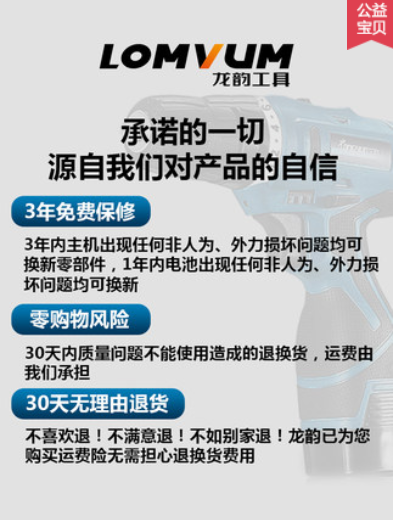 公益
宝贝
LOMVUM
龙韵工具
承诺的一切
源自我们对产品的自信
3年免费保修
3年内主机出现任何非人为、外力损坏问题均可
换新零部件，1年内电池出现任何非人为、外力损
坏问题均可换新
零购物风险
30天内质量问题不能使用造成的退换货，运费由
我们承担
30天无理由退货
不喜欢退！不满意退！不如别家退！龙韵已为您
购买运费险无需担心退换货费用